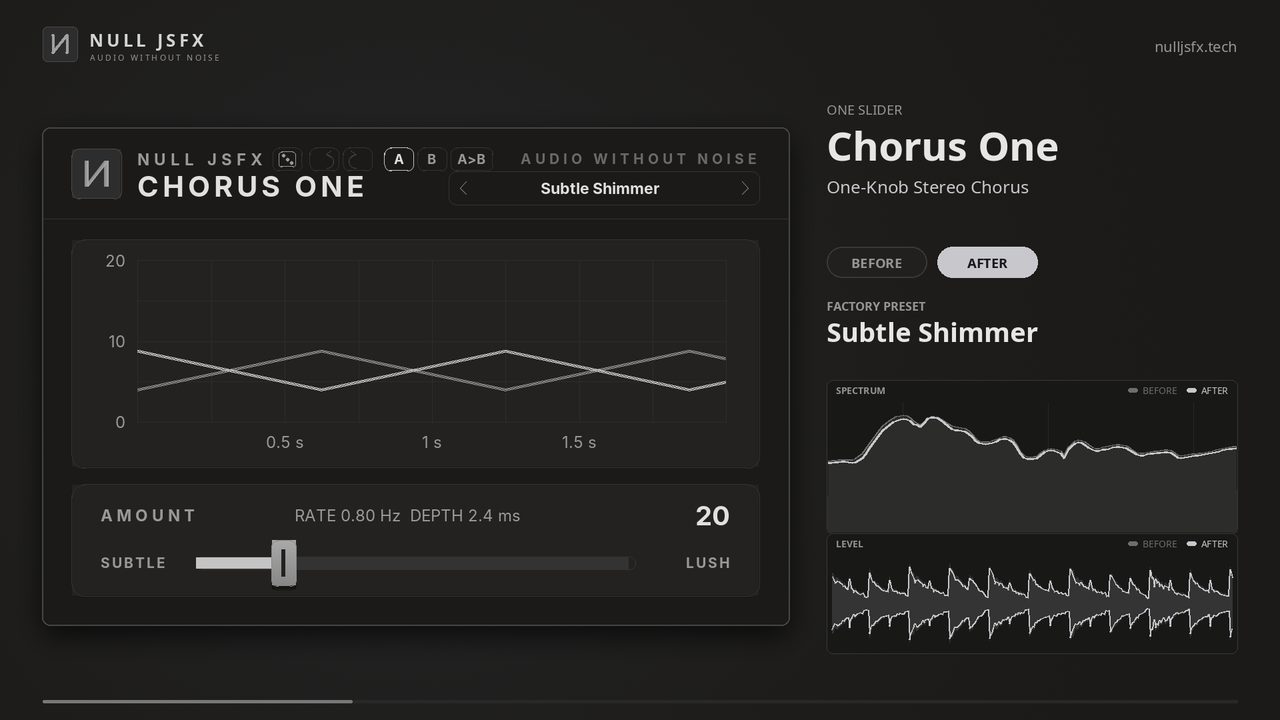 NULL JSFX
AUDIO WITHOUT NOISE
nulljsfx.tech
NULL JSFX
A
B
A>B
AUDIO WITHOUT NOISE
CHORUS ONE
Subtle Shimmer
20
10
0
0.5 s
1 s
1.5 s
AMOUNT
RATE 0.80 Hz DEPTH 2.4 ms
20
SUBTLE
LUSH
ONE SLIDER
Chorus One
One-Knob Stereo Chorus
BEFORE
AFTER
FACTORY PRESET
Subtle Shimmer
SPECTRUM
BEFORE
AFTER
LEVEL
BEFORE
AFTER